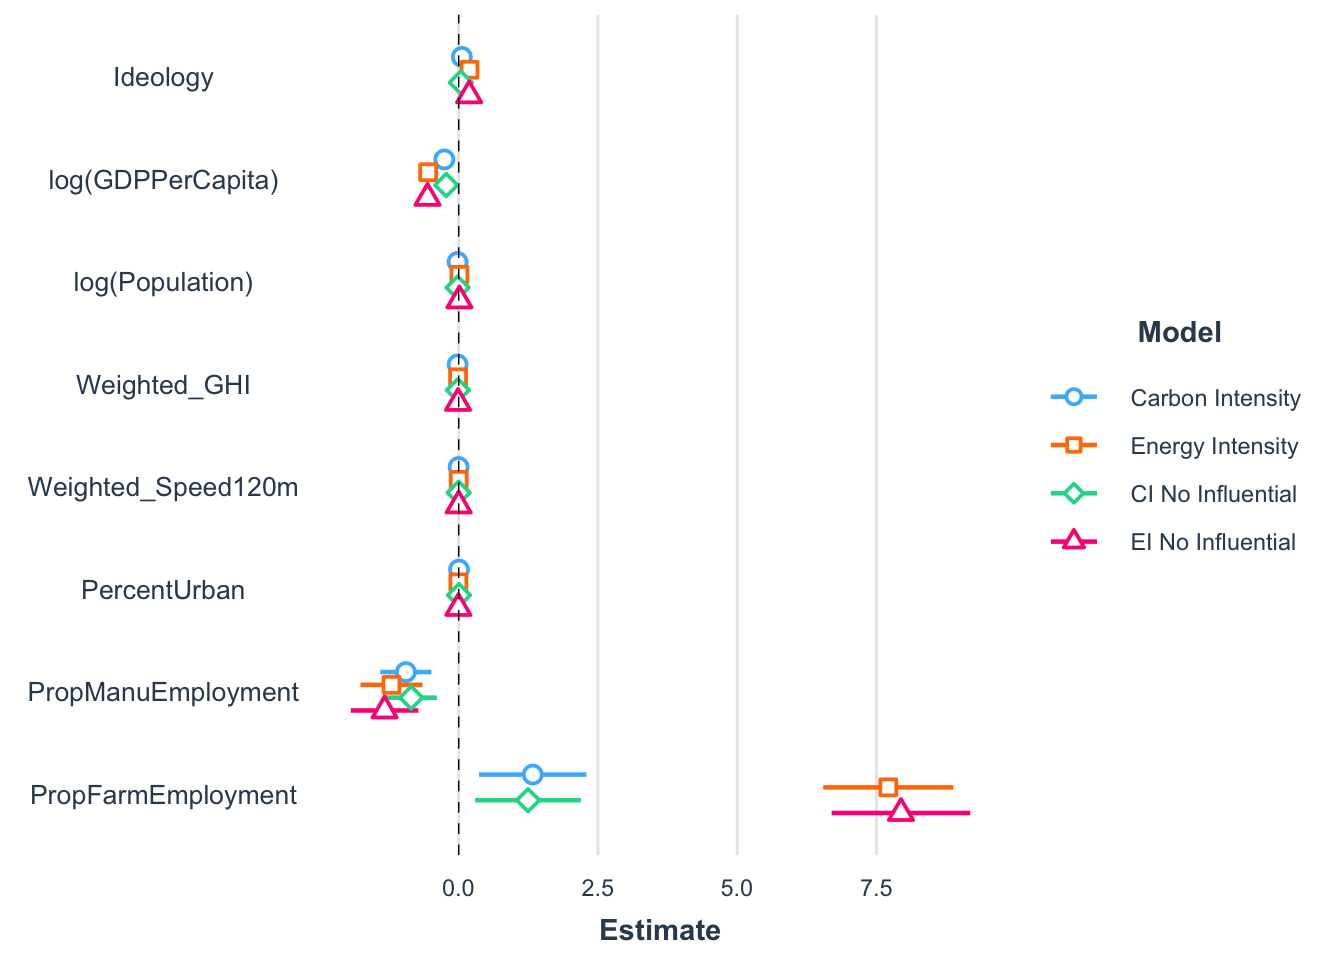 Ideology
log(GDPPerCapita)
log(Population)
Weighted_GHI
Weighted_Speed120m
PercentUrban
PropManuEmployment
PropFarmEmployment
0.0 2.5 5.0 7.5
Estimate
Model
Carbon Intensity
Energy Intensity
CI No Influential
EI No Influential